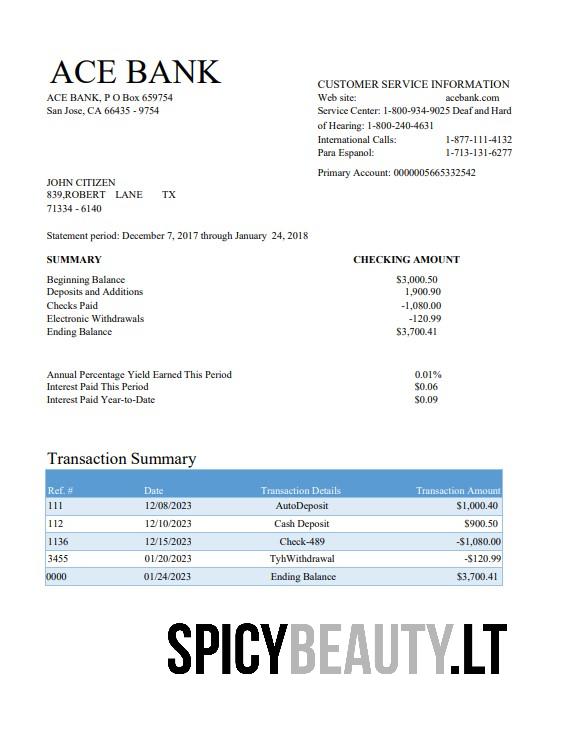 ACE BANK
ACE BANK, P O Box 659754
San Jose, CA 66435 - 9754
CUSTOMER SERVICE INFORMATION
Web site: acebank.com
Service Center: 1-800-934-9025 Deaf and Hard
of Hearing: 1-800-240-4631
International Calls: 1-877-111-4132
Para Espanol: 1-713-131-6277
Primary Account: 0000005665332542
JOHN CITIZEN
839,ROBERT LANE TX
71334 - 6140
Statement period: December 7, 2017 through January 24, 2018
SUMMARY CHECKING AMOUNT
Beginning Balance $3,000.50
Deposits and Additions 1,900.90
Checks Paid -1,080.00
Electronic Withdrawals -120.99
Ending Balance $3,700.41
Annual Percentage Yield Earned This Period 0.01%
Interest Paid This Period $0.06
Interest Paid Year-to-Date $0.09
Transaction Summary
Ref. # Date Transaction Details Transaction Amount
111 12/08/2023 AutoDeposit $1,000.40
112 12/10/2023 Cash Deposit $900.50
1136 12/15/2023 Check-489 -$1,080.00
3455 01/20/2023 TyhWithdrawal -$120.99
0000 01/24/2023 Ending Balance $3,700.41
SPICYBEAUTY.LT